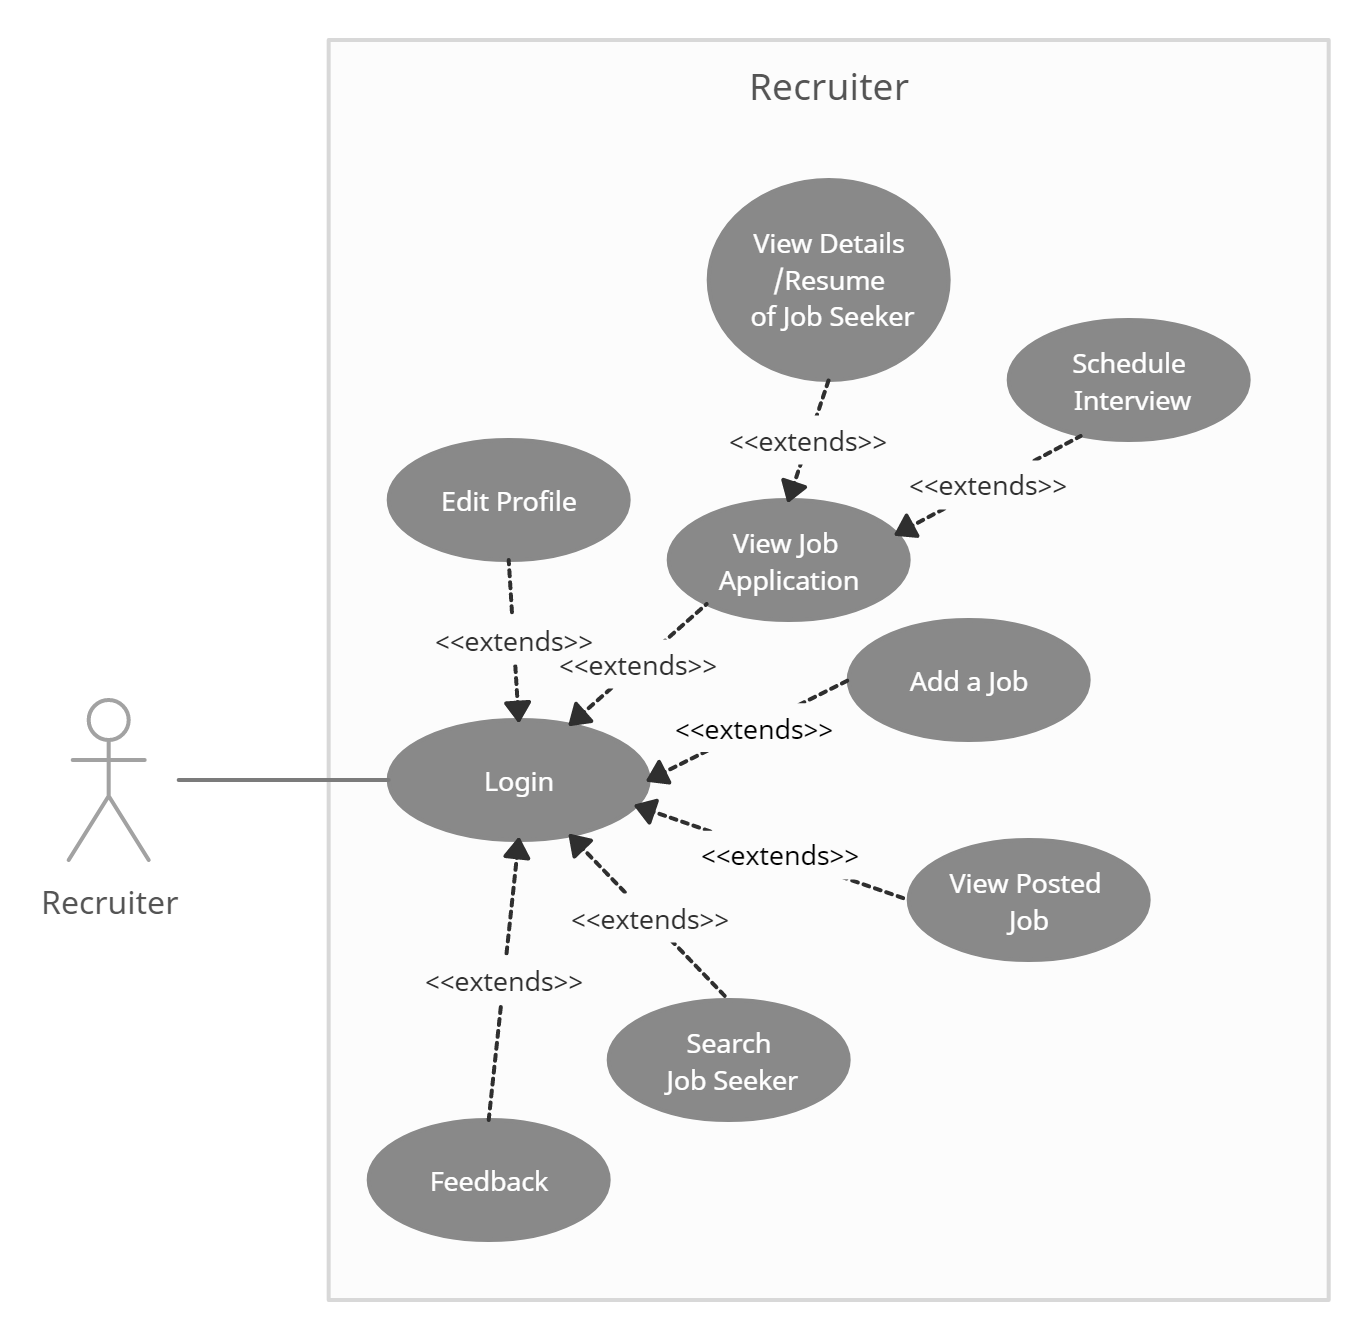 Recruiter
View Details
/Resume
of Job Seeker
Schedule
Interview
<<extends>>
<<extends>>
Edit Profile
View Job
Application
<<extends>>
<<extends>>
Add a Job
<<extends>>
Login
<<extends>>
View Posted
Job
Recruiter
<<extends>>
<<extends>>
Search
Job Seeker
Feedback